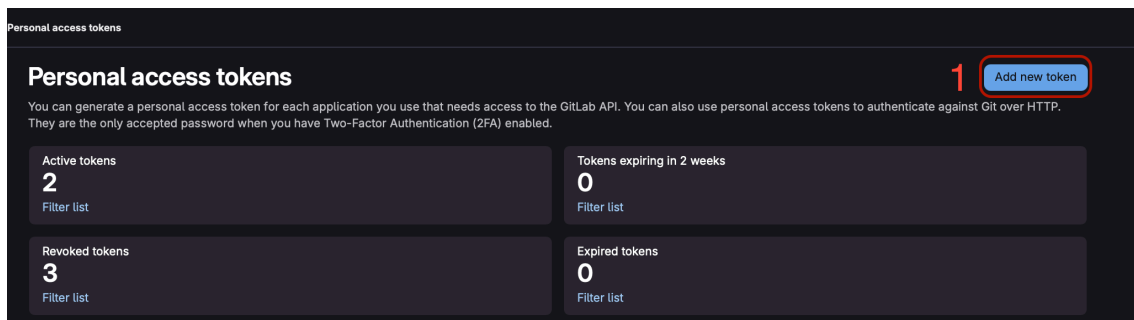 Personal access tokens
Personal access tokens
1
Add new token
You can generate a personal access token for each application you use that needs access to the GitLab API. You can also use personal access tokens to authenticate against Git over HTTP.
They are the only accepted password when you have Two-Factor Authentication (2FA) enabled.
Active tokens
2
Filter list
Tokens expiring in 2 weeks
0
Filter list
Revoked tokens
3
Filter list
Expired tokens
0
Filter list